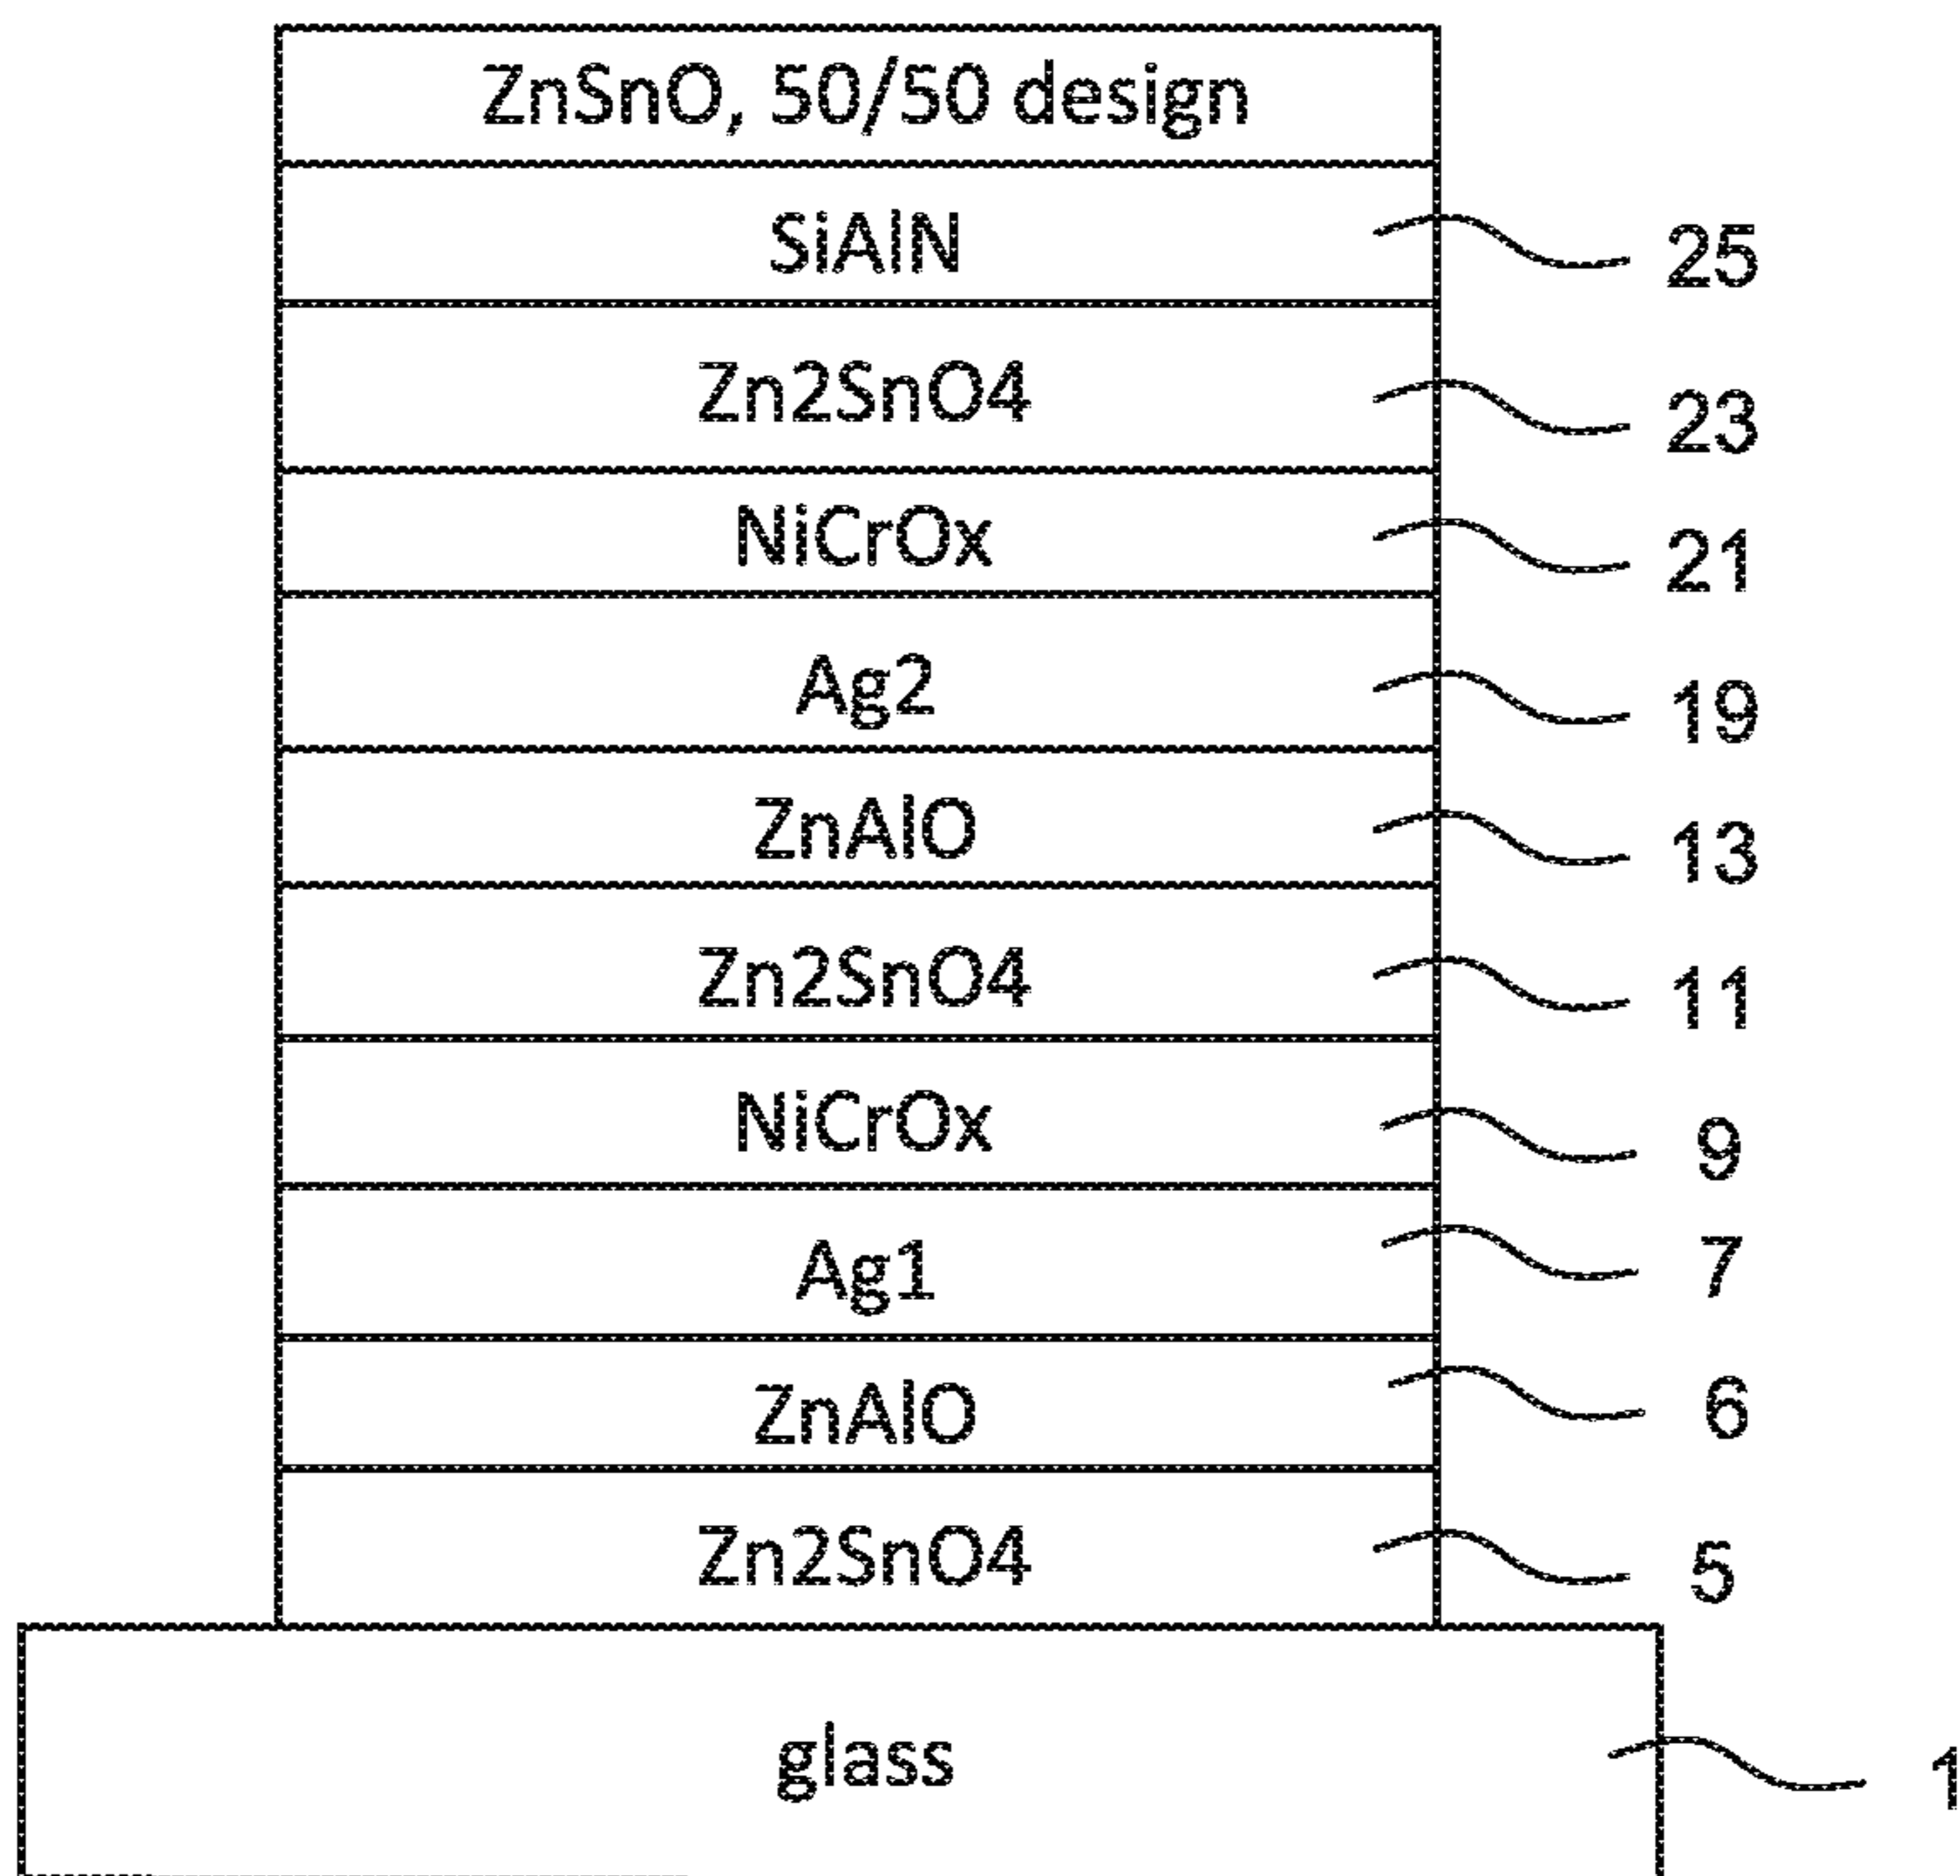 ZnSnO, 50/50 design
SiAlN 25
Zn2SnO4 23
NiCrOx 21
Ag2 19
ZnAlO 13
Zn2SnO4 11
NiCrOx 9
Ag1 7
ZnAlO 6
Zn2SnO4 5
glass 1